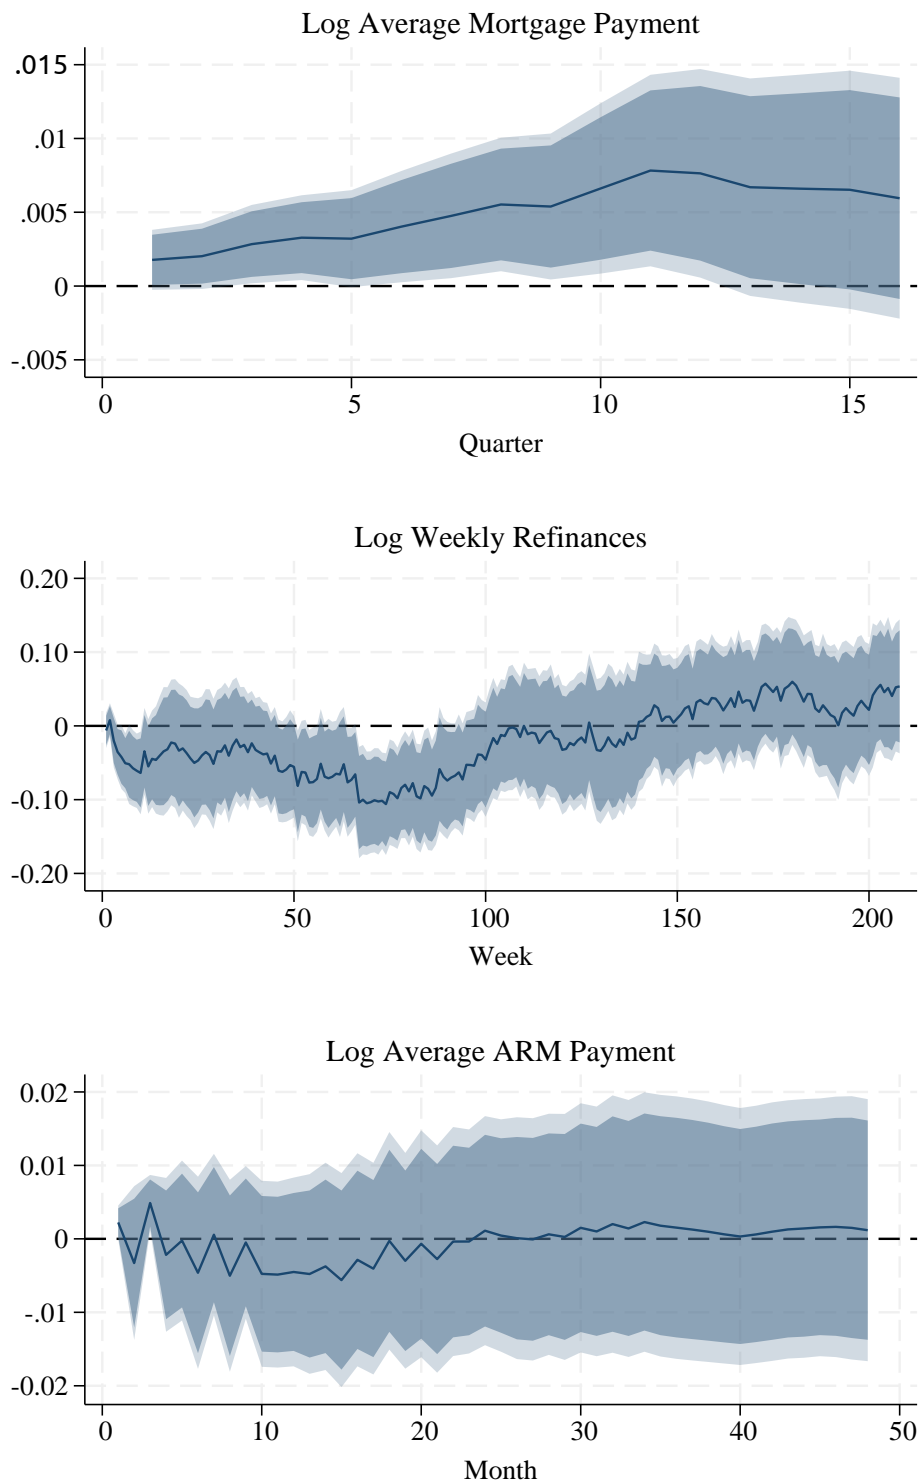 Log Average Mortgage Payment
.015
.01
.005
0
-.005
0 5 10 15
Quarter
Log Weekly Refinances
0.20
0.10
0
-0.10
-0.20
0 50 100 150 200
Week
Log Average ARM Payment
0.02
0.01
0
-.01
-0.02
0 10 20 30 40 50
Month